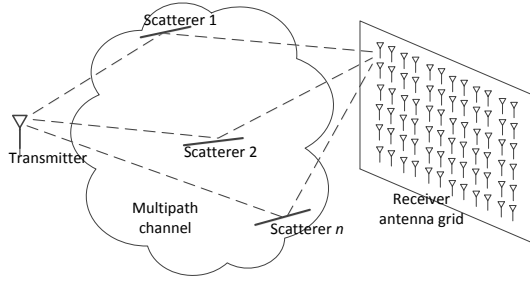 Scatterer 1
Transmitter
Scatterer 2
Multipath
channel
Scatterer n
Receiver
antenna grid